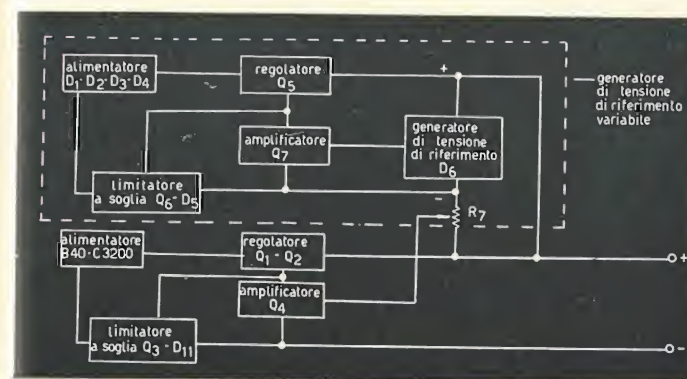 alimentatore
D1-D2-D3-D4
regolatore
Q5
+
generatore
di tensione
di riferimento
variabile
amplificatore
Q7
generatore
di tensione
di riferimento
D6
limitatore
a soglia Q6-D5
-
R7
alimentatore
B40-C3200
regolatore
Q1-Q2
+
amplificatore
Q4
limitatore
a soglia Q3-D11
-